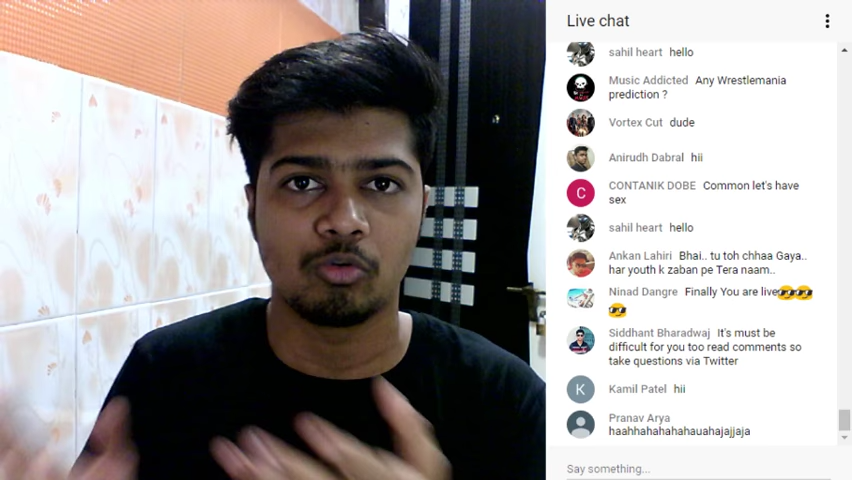 Live chat
sahil heart hello
Music Addicted Any Wrestlemania
prediction ?
Vortex Cut dude
Anirudh Dabral hii
C CONTANIK DOBE Common let's have
sex
sahil heart hello
Ankan Lahiri Bhai.. tu toh chhaa Gaya..
har youth k zaban pe Tera naam..
Ninad Dangre Finally You are live😎😎😎
😎
Siddhant Bharadwaj It's must be
difficult for you too read comments so
take questions via Twitter
K Kamil Patel hii
Pranav Arya
haahhahahahahauahajajjaja
Say something...